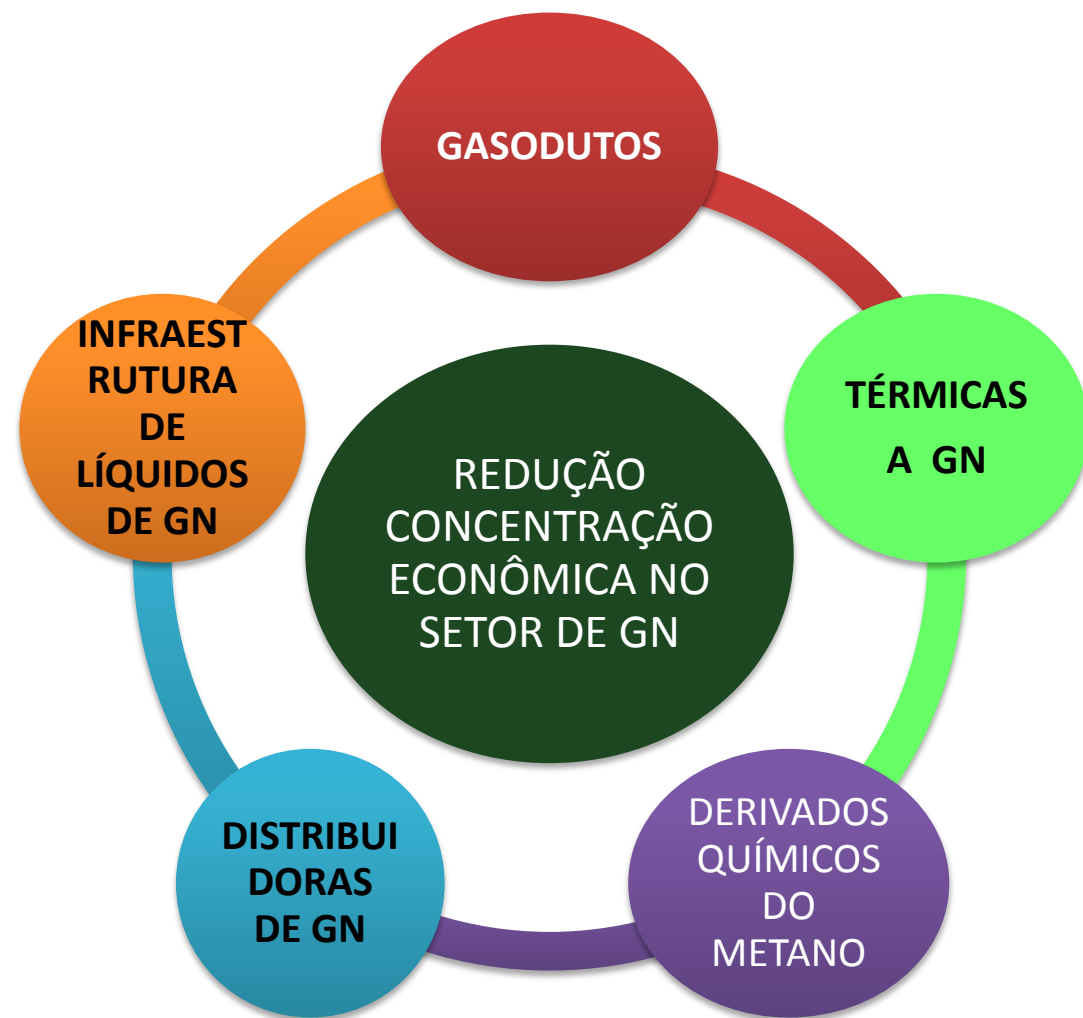 GASODUTOS
INFRAEST
RUTURA
DE
LÍQUIDOS
DE GN
TÉRMICAS
A GN
REDUÇÃO
CONCENTRAÇÃO
ECONÔMICA NO
SETOR DE GN
DISTRIBUI
DORAS
DE GN
DERIVADOS
QUÍMICOS
DO
METANO